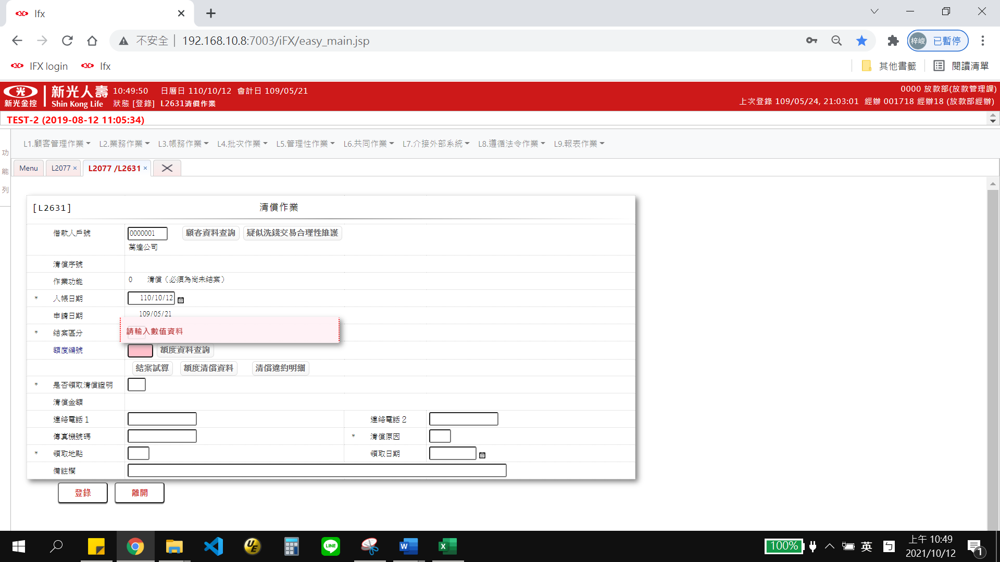 Ifx
不安全 | 192.168.10.8:7003/iFX/easy_main.jsp
梓峻 已暫停
IFX login Ifx 其他書籤 閱讀清單
新光金控 新光人壽 Shin Kong Life
10:49:50 日曆日 110/10/12 會計日 109/05/21
狀態 [登錄] L2631清償作業
0000 放款部(放款管理課)
上次登錄 109/05/24, 21:03:01 經辦 001718 經辦18 (放款部經辦)
TEST-2 (2019-08-12 11:05:34)
功能列
L1.顧客管理作業 L2.業務作業 L3.帳務作業 L4.批次作業 L5.管理性作業 L6.共同作業 L7.介接外部系統 L8.遵循法令作業 L9.報表作業
Menu L2077 × L2077 /L2631 ×
[L2631] 清償作業
借款人戶號 0000001 顧客資料查詢 疑似洗錢交易合理性維護
萬達公司
清償序號
作業功能 0 清償（必須為尚未結案）
* 入帳日期 110/10/12
申請日期 109/05/21
* 結案區分 請輸入數值資料
額度編號 額度資料查詢
結案試算 額度清償資料 清償違約明細
* 是否領取清償證明
清償金額
連絡電話１ 連絡電話２
傳真機號碼 * 清償原因
* 領取地點 領取日期
備註欄
登錄 離開
100% 英 上午 10:49
2021/10/12
1